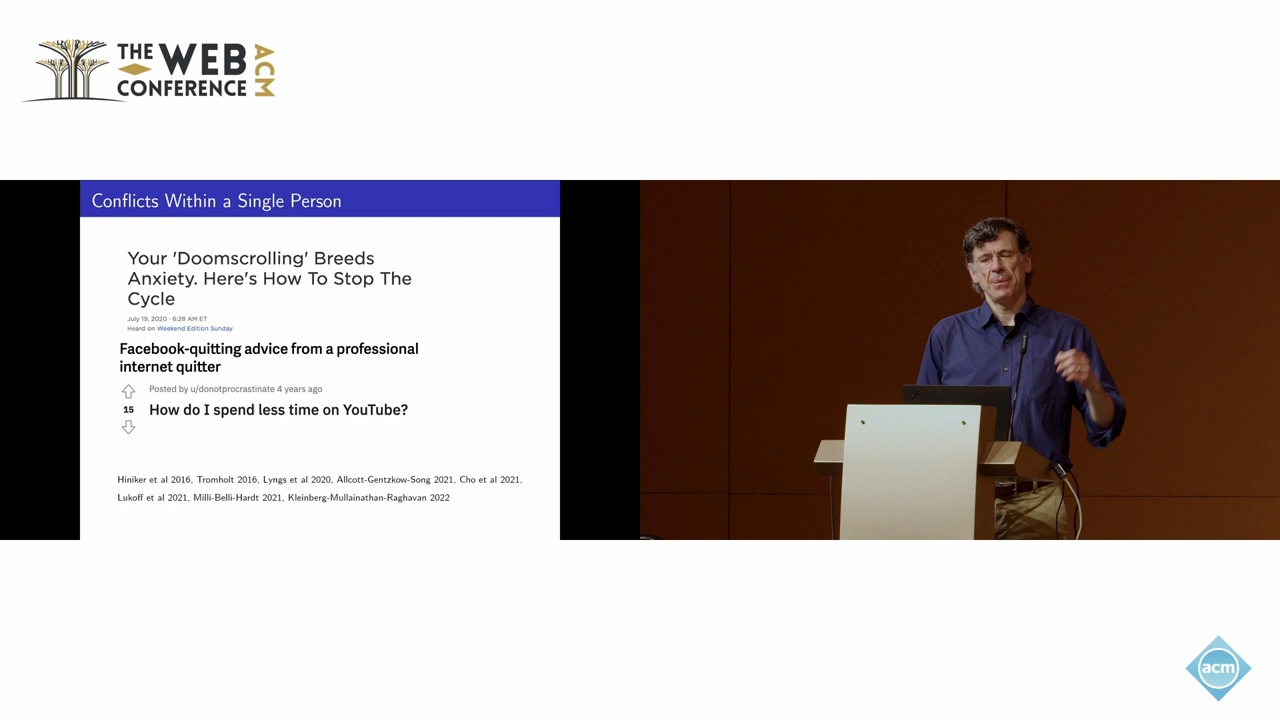 THE WEB
CONFERENCE
ACM
Conflicts Within a Single Person
Your 'Doomscrolling' Breeds
Anxiety. Here's How To Stop The
Cycle
July 19, 2020 · 6:28 AM ET
Heard on Weekend Edition Sunday
Facebook-quitting advice from a professional
internet quitter
Posted by u/donotprocrastinate 4 years ago
15 How do I spend less time on YouTube?
Hiniker et al 2016, Tromholt 2016, Lyngs et al 2020, Allcott-Gentzkow-Song 2021, Cho et al 2021,
Lukoff et al 2021, Milli-Belli-Hardt 2021, Kleinberg-Mullainathan-Raghavan 2022
acm